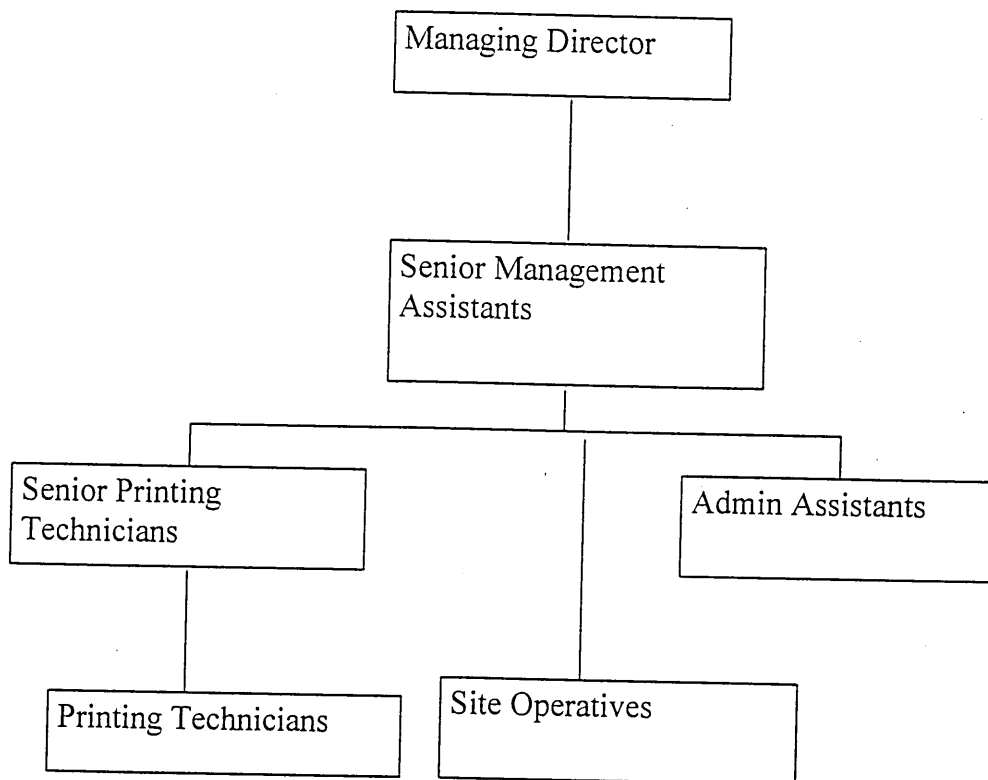 Managing Director
Senior Management
Assistants
Senior Printing
Technicians
Admin Assistants
Printing Technicians
Site Operatives